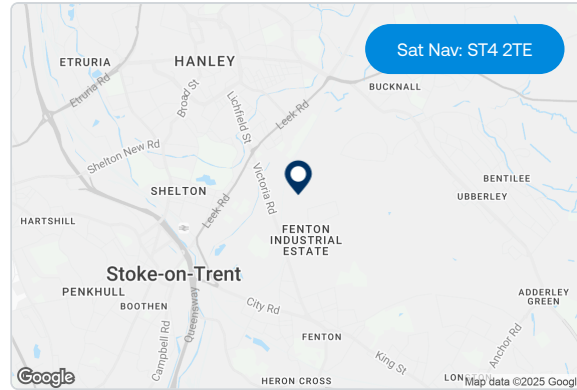 Sat Nav: ST4 2TE
ETRURIA
HANLEY
BUCKNALL
Etruria Rd
Broad St
Lichfield St
Leek Rd
Shelton New Rd
SHELTON
Victoria Rd
BENTILEE
UBBERLEY
Leek Rd
HARTSHILL
FENTON
INDUSTRIAL
ESTATE
Stoke-on-Trent
PENKHULL
BOOTHEN
City Rd
Queensway
ADDERLEY
GREEN
Campbell Rd
FENTON
King St
Anchor Rd
HERON CROSS
Google
Map data ©2025 Google